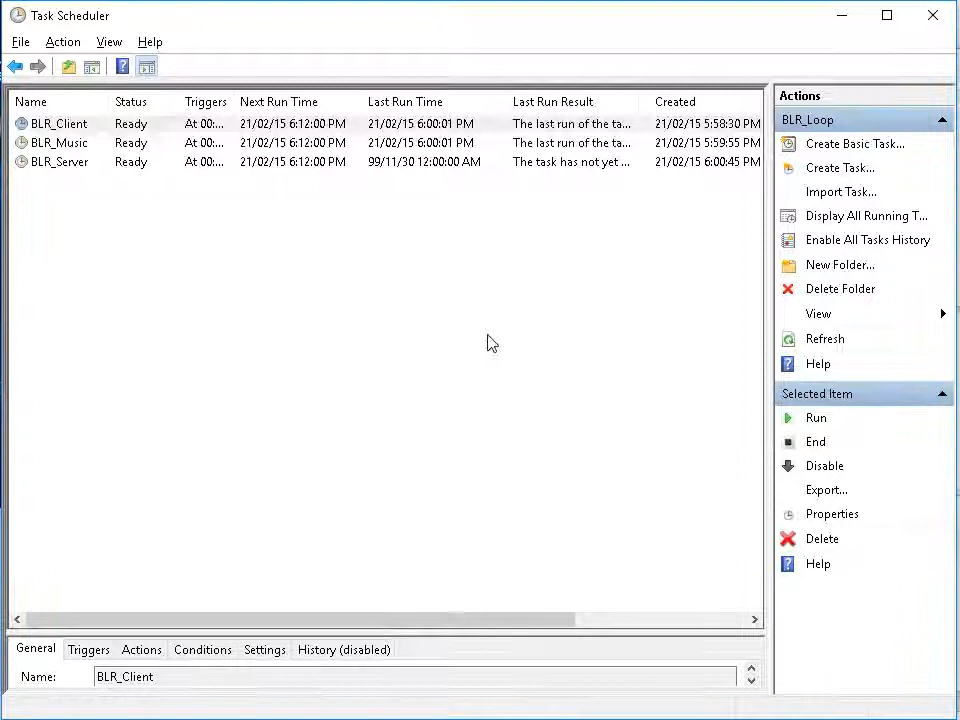 Task Scheduler
File Action View Help
Name Status Triggers Next Run Time Last Run Time Last Run Result Created
BLR_Client Ready At 00:... 21/02/15 6:12:00 PM 21/02/15 6:00:01 PM The last run of the ta... 21/02/15 5:58:30 PM
BLR_Music Ready At 00:... 21/02/15 6:12:00 PM 21/02/15 6:00:01 PM The last run of the ta... 21/02/15 5:59:55 PM
BLR_Server Ready At 00:... 21/02/15 6:12:00 PM 99/11/30 12:00:00 AM The task has not yet ... 21/02/15 6:00:45 PM
General Triggers Actions Conditions Settings History (disabled)
Name: BLR_Client
Actions
BLR_Loop
Create Basic Task...
Create Task...
Import Task...
Display All Running T...
Enable All Tasks History
New Folder...
Delete Folder
View
Refresh
Help
Selected Item
Run
End
Disable
Export...
Properties
Delete
Help